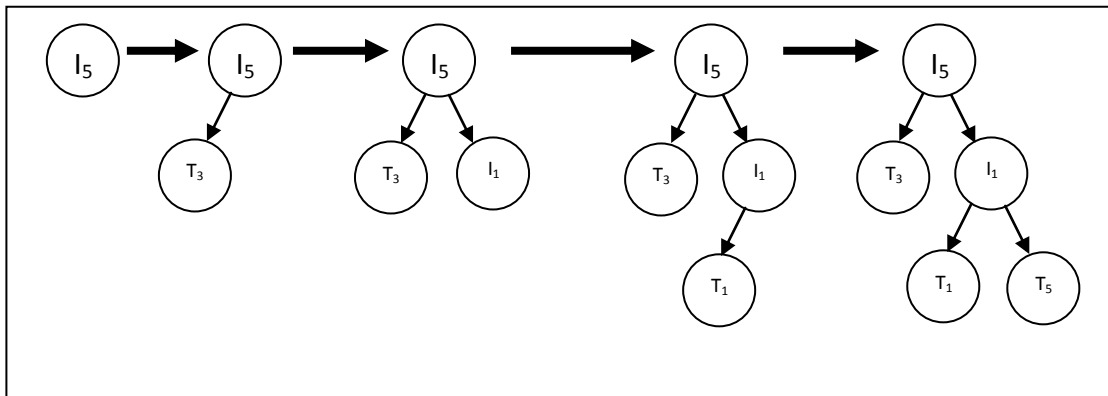 I₅ I₅ I₅ I₅ I₅
T₃ T₃ I₁ T₃ I₁ T₃ I₁
T₁ T₁ T₅